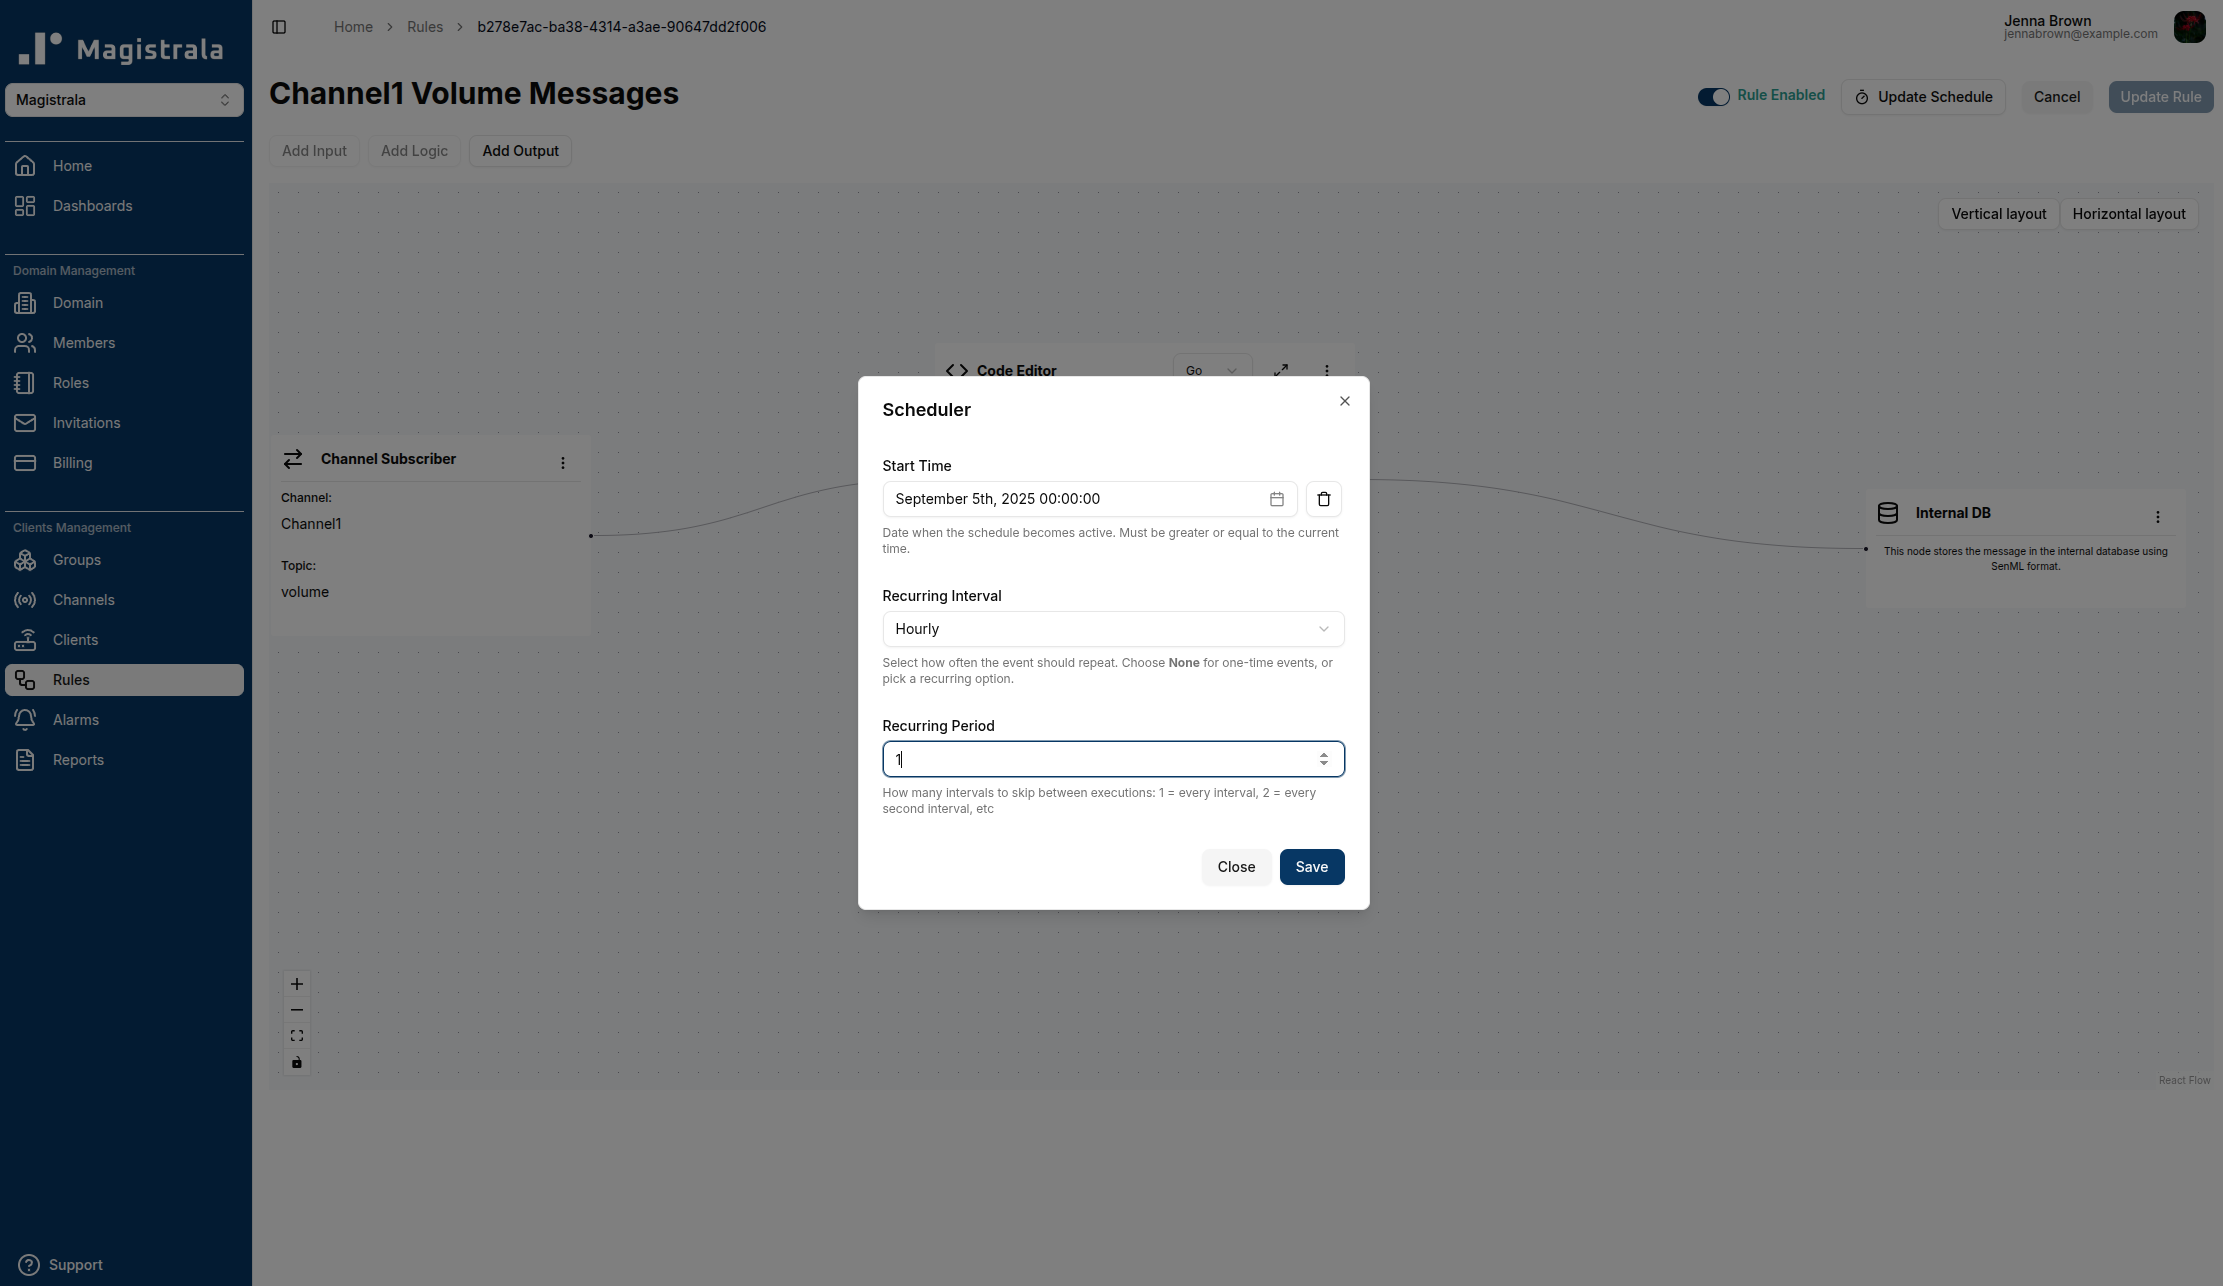 Magistrala
Magistrala
Home
Dashboards
Domain Management
Domain
Members
Roles
Invitations
Billing
Clients Management
Groups
Channels
Clients
Rules
Alarms
Reports
Support
Home > Rules > b278e7ac-ba38-4314-a3ae-90647dd2f006
Jenna Brown
jennabrown@example.com
Channel1 Volume Messages
Rule Enabled
Update Schedule
Cancel
Update Rule
Add Input
Add Logic
Add Output
Vertical layout
Horizontal layout
Code Editor
Go
Channel Subscriber
Channel:
Channel1
Topic:
volume
Scheduler
Start Time
September 5th, 2025 00:00:00
Date when the schedule becomes active. Must be greater or equal to the current
time.
Recurring Interval
Hourly
Select how often the event should repeat. Choose None for one-time events, or
pick a recurring option.
Recurring Period
1
How many intervals to skip between executions: 1 = every interval, 2 = every
second interval, etc
Close
Save
Internal DB
This node stores the message in the internal database using
SenML format.
React Flow